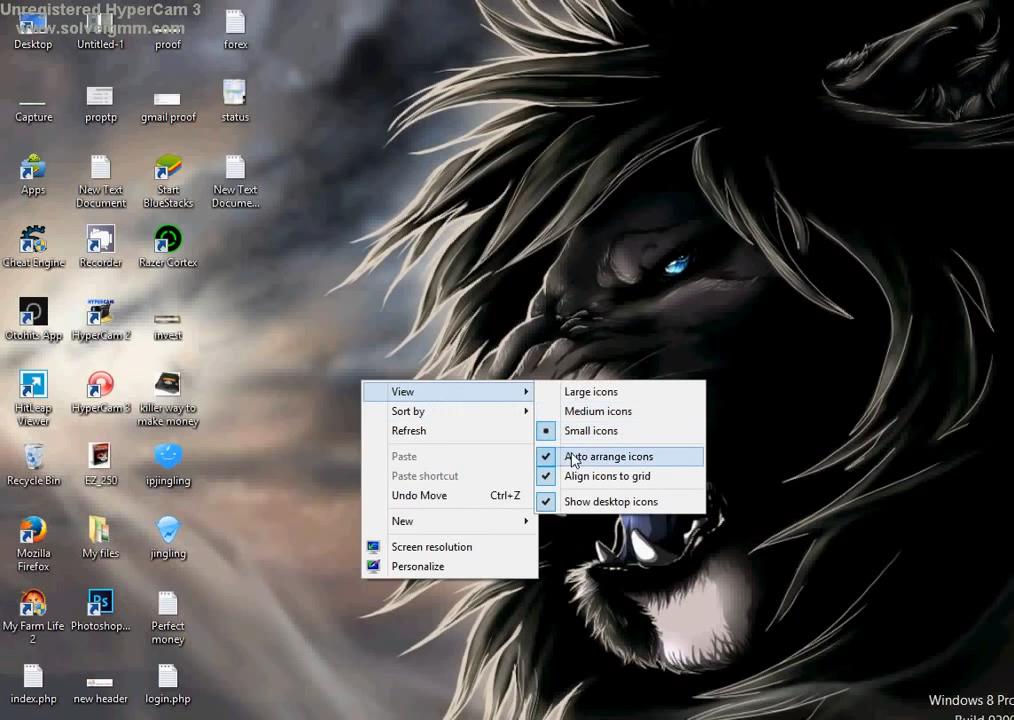 Unregistered HyperCam 3
www.solveigmm.com
Desktop
Untitled-1
proof
forex
Capture
proptp
gmail proof
status
Apps
New Text
Document
Start
BlueStacks
New Text
Docume...
Cheat Engine
Recorder
Razer Cortex
Otohits App
HyperCam 2
invest
HitLeap
Viewer
HyperCam 3
killer way to
make money
Recycle Bin
EZ_250
ipjingling
Mozilla
Firefox
My files
jingling
My Farm Life
2
Photoshop...
Perfect
money
index.php
new header
login.php
View
Sort by
Refresh
Paste
Paste shortcut
Undo Move Ctrl+Z
New
Screen resolution
Personalize
Large icons
Medium icons
Small icons
Auto arrange icons
Align icons to grid
Show desktop icons
Windows 8 Pro